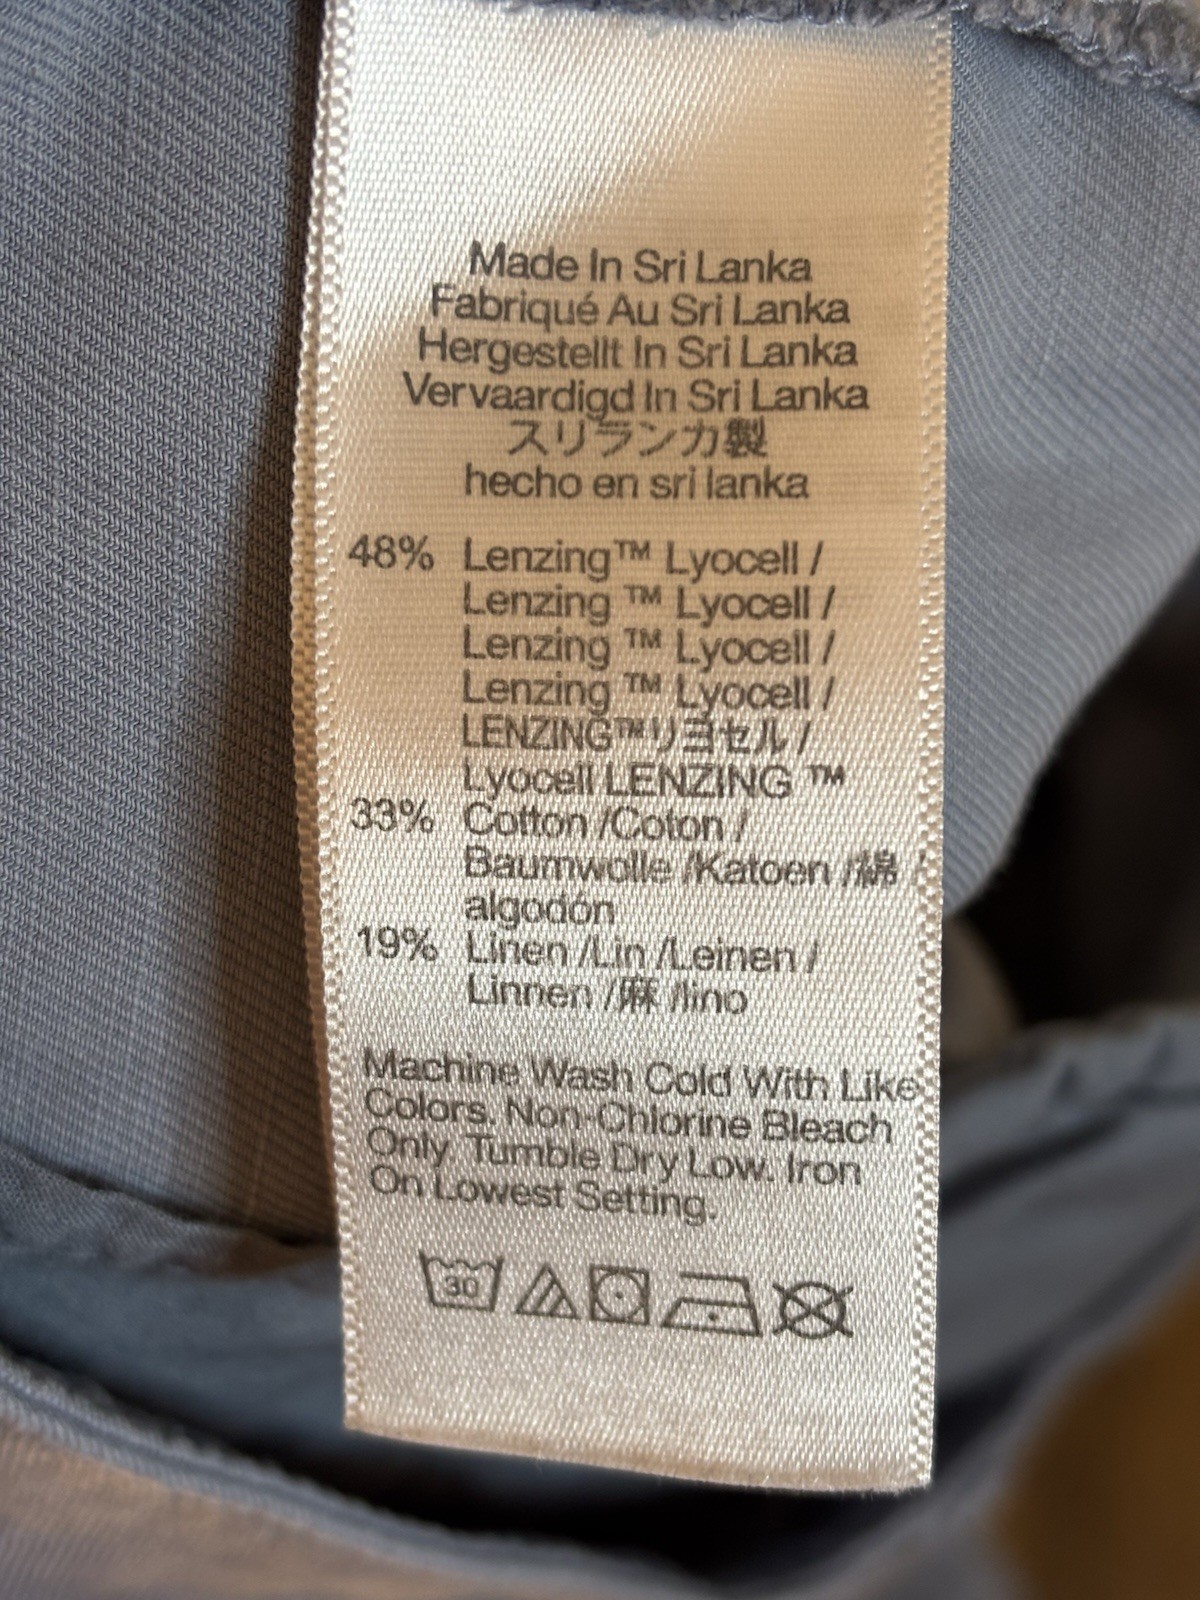 Made In Sri Lanka
Fabriqué Au Sri Lanka
Hergestellt In Sri Lanka
Vervaardigd In Sri Lanka
スリランカ製
hecho en sri lanka
48% Lenzing™ Lyocell /
Lenzing ™ Lyocell /
Lenzing ™ Lyocell /
Lenzing ™ Lyocell /
LENZING™リヨセル /
Lyocell LENZING ™
33% Cotton /Coton /
Baumwolle /Katoen /綿 /
algodón
19% Linen /Lin /Leinen /
Linnen /麻 /lino
Machine Wash Cold With Like
Colors. Non-Chlorine Bleach
Only. Tumble Dry Low. Iron
On Lowest Setting.
30